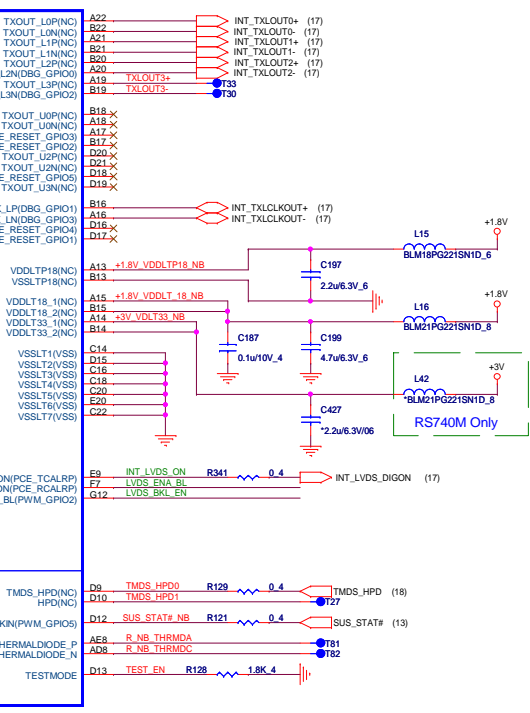 TXOUT_L0P(NC) A22 INT_TXLOUT0+ (17)
TXOUT_L0N(NC) B22 INT_TXLOUT0- (17)
TXOUT_L1P(NC) A21 INT_TXLOUT1+ (17)
TXOUT_L1N(NC) B21 INT_TXLOUT1- (17)
TXOUT_L2P(NC) B20 INT_TXLOUT2+ (17)
L2N(DBG_GPIO0) A20 INT_TXLOUT2- (17)
TXOUT_L3P(NC) A19 TXLOUT3+ T33
L3N(DBG_GPIO2) B19 TXLOUT3- T30
TXOUT_U0P(NC) B18
TXOUT_U0N(NC) A18
E_RESET_GPIO3) A17
E_RESET_GPIO2) B17
TXOUT_U2P(NC) D20
TXOUT_U2N(NC) D21
E_RESET_GPIO5) D18
TXOUT_U3N(NC) D19
K_LP(DBG_GPIO1) B16 INT_TXLCLKOUT+ (17)
K_LN(DBG_GPIO3) A16 INT_TXLCLKOUT- (17)
E_RESET_GPIO4) D16
E_RESET_GPIO1) D17
+1.8V
L15
BLM18PG221SN1D_6
VDDLTP18(NC) A13 +1.8V_VDDLTP18_NB
VSSLTP18(NC) B13
C197
2.2u/6.3V_6
+1.8V
L16
BLM21PG221SN1D_8
VDDLT18_1(NC) A15 +1.8V_VDDLT_18_NB
VDDLT18_2(NC) B15
VDDLT33_1(NC) A14 +3V_VDLT33_NB
VDDLT33_2(NC) B14
C187
0.1u/10V_4
C199
4.7u/6.3V_6
VSSLT1(VSS) C14
VSSLT2(VSS) D15
VSSLT3(VSS) C16
VSSLT4(VSS) C18
VSSLT5(VSS) C20
VSSLT6(VSS) E20
VSSLT7(VSS) C22
+3V
L42
*BLM21PG221SN1D_8
RS740M Only
C427
*2.2u/6.3V/06
ON(PCE_TCALRP) E9 INT_LVDS_ON R341 0_4 INT_LVDS_DIGON (17)
ON(PCE_RCALRP) F7 LVDS_ENA_BL
_BL(PWM_GPIO2) G12 LVDS_BKL_EN
TMDS_HPD(NC) D9 TMDS_HPD0 R129 0_4 TMDS_HPD (18)
HPD(NC) D10 TMDS_HPD1 T27
KIN(PWM_GPIO5) D12 SUS_STAT#_NB R121 0_4 SUS_STAT# (13)
HERMALDIODE_P AE8 R_NB_THRMDA T81
HERMALDIODE_N AD8 R_NB_THRMDC T82
TESTMODE D13 TEST_EN R128 1.8K_4